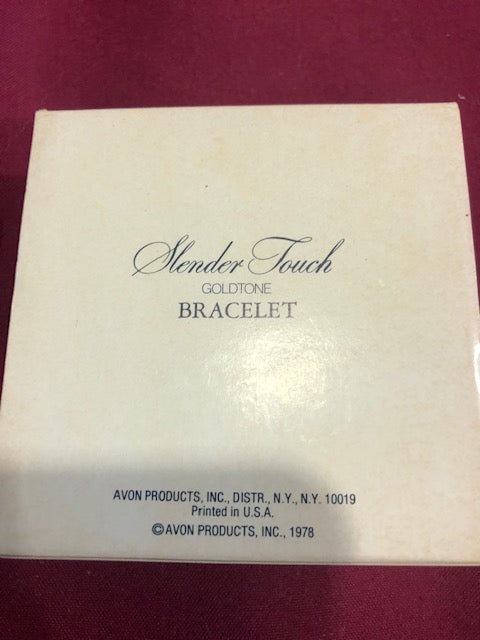 Slender Touch
GOLDTONE
BRACELET
AVON PRODUCTS, INC., DISTR., N.Y., N.Y. 10019
Printed in U.S.A.
©AVON PRODUCTS, INC., 1978